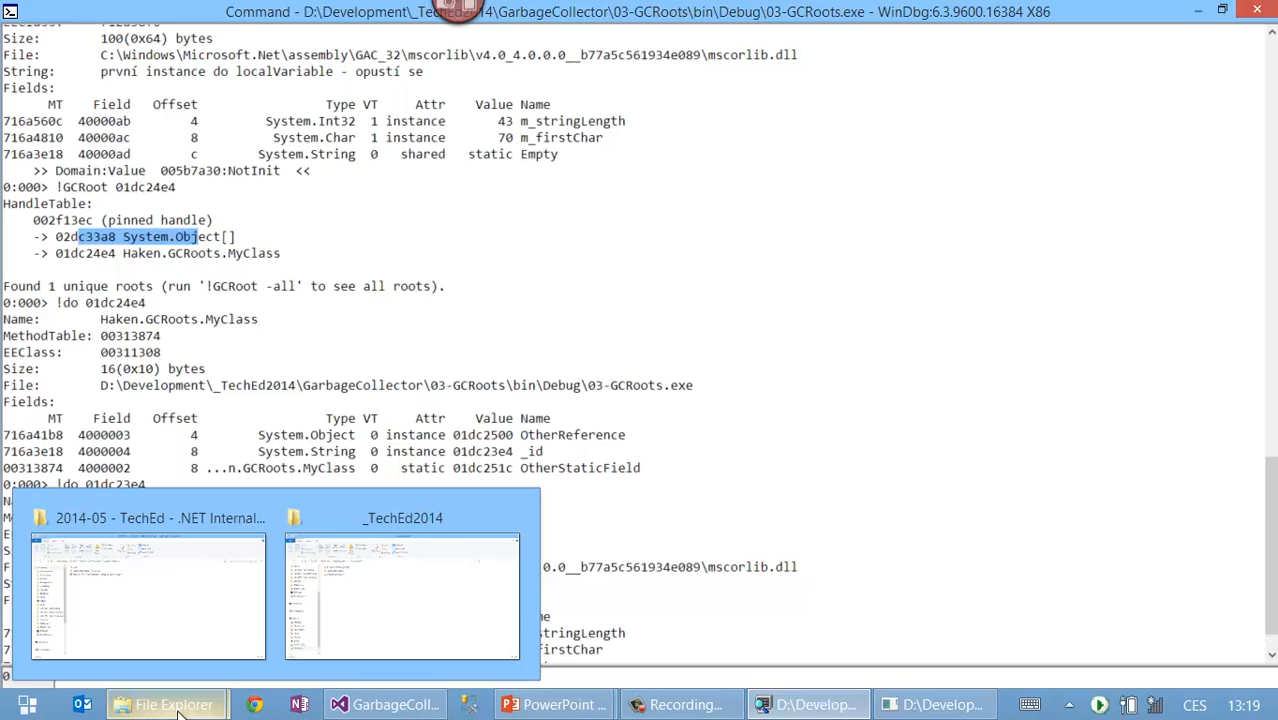 Command - D:\Development\_TechEd2014\GarbageCollector\03-GCRoots\bin\Debug\03-GCRoots.exe - WinDbg:6.3.9600.16384 X86
Size: 100(0x64) bytes
File: C:\Windows\Microsoft.Net\assembly\GAC_32\mscorlib\v4.0_4.0.0.0__b77a5c561934e089\mscorlib.dll
String: první instance do localVariable - opustí se
Fields:
MT Field Offset Type VT Attr Value Name
716a560c 40000ab 4 System.Int32 1 instance 43 m_stringLength
716a4810 40000ac 8 System.Char 1 instance 70 m_firstChar
716a3e18 40000ad c System.String 0 shared static Empty
>> Domain:Value 005b7a30:NotInit <<
0:000> !GCRoot 01dc24e4
HandleTable:
002f13ec (pinned handle)
-> 02dc33a8 System.Object[]
-> 01dc24e4 Haken.GCRoots.MyClass
Found 1 unique roots (run '!GCRoot -all' to see all roots).
0:000> !do 01dc24e4
Name: Haken.GCRoots.MyClass
MethodTable: 00313874
EEClass: 00311308
Size: 16(0x10) bytes
File: D:\Development\_TechEd2014\GarbageCollector\03-GCRoots\bin\Debug\03-GCRoots.exe
Fields:
MT Field Offset Type VT Attr Value Name
716a41b8 4000003 4 System.Object 0 instance 01dc2500 OtherReference
716a3e18 4000004 8 System.String 0 instance 01dc23e4 _id
00313874 4000002 8 ...n.GCRoots.MyClass 0 static 01dc251c OtherStaticField
0:000> !do 01dc23e4
2014-05 - TechEd - .NET Internal... _TechEd2014
0.0__b77a5c561934e089\mscorlib.dll
me
tringLength
irstChar
File Explorer GarbageColl... PowerPoint ... Recording... D:\Develop... D:\Develop... CES 13:19